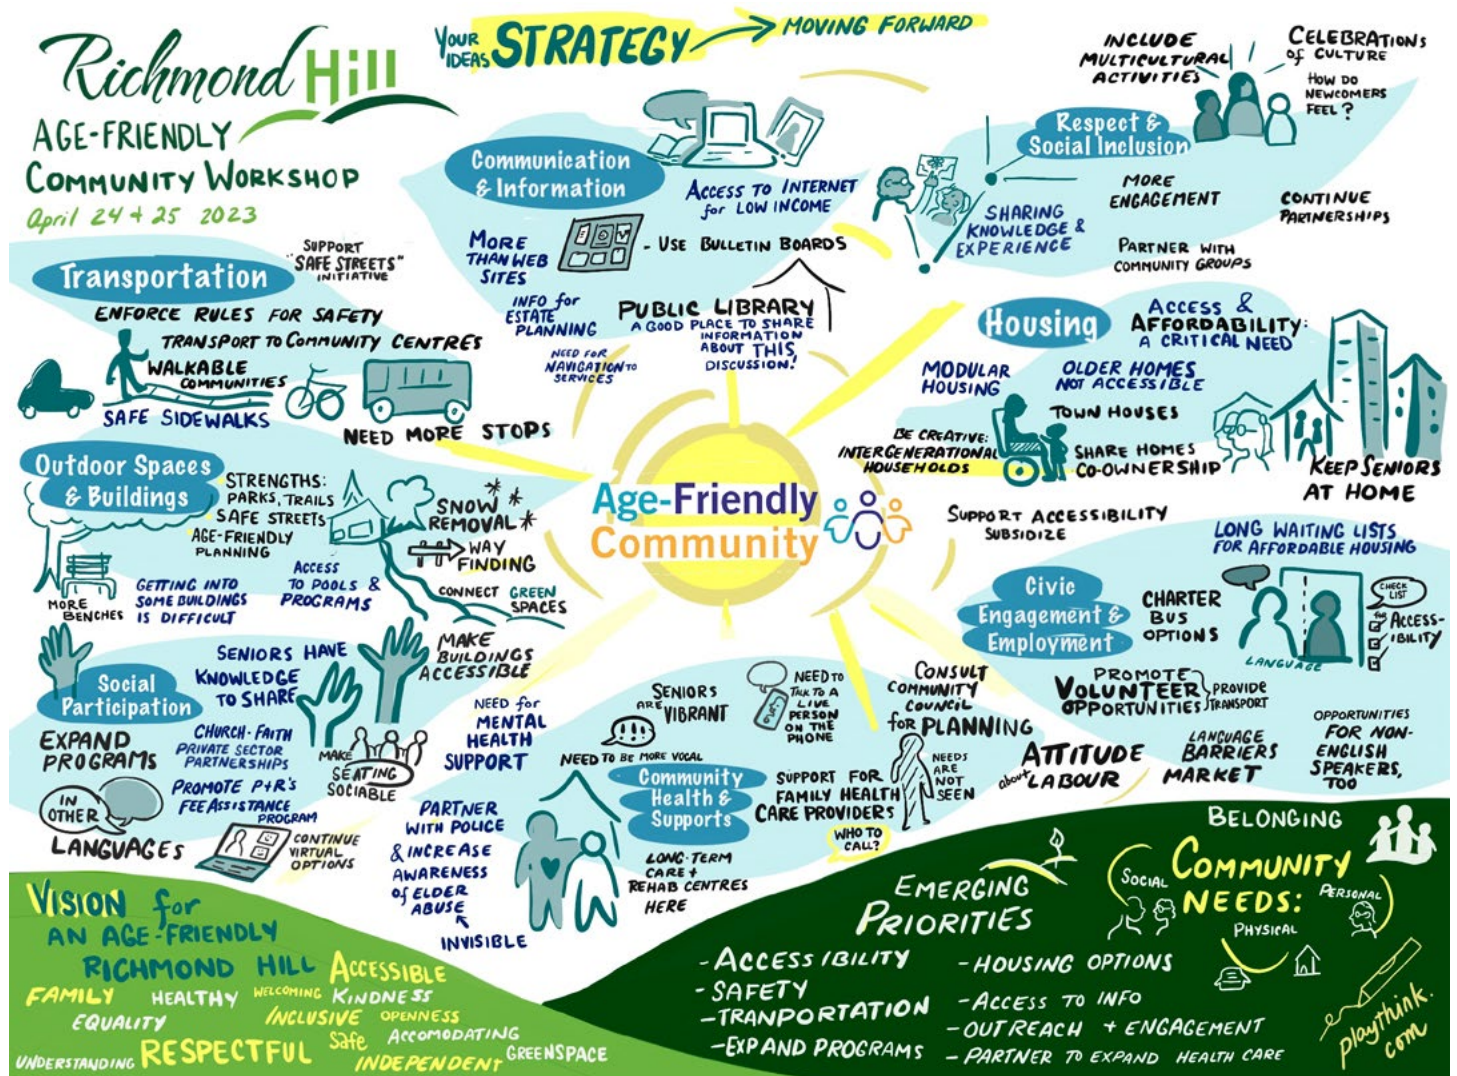 Richmond Hill
AGE-FRIENDLY
COMMUNITY WORKSHOP
April 24 + 25 2023
YOUR
IDEAS
STRATEGY
MOVING FORWARD
Communication
& Information
ACCESS TO INTERNET
for LOW INCOME
MORE
THAN WEB
SITES
- USE BULLETIN BOARDS
INFO for
ESTATE
PLANNING
PUBLIC LIBRARY
A GOOD PLACE TO SHARE
INFORMATION
ABOUT THIS
DISCUSSION!
NEED FOR
NAVIGATION TO
SERVICES
INCLUDE
MULTICULTURAL
ACTIVITIES
CELEBRATIONS
of CULTURE
HOW DO
NEWCOMERS
FEEL?
Respect &
Social Inclusion
MORE
ENGAGEMENT
CONTINUE
PARTNERSHIPS
SHARING
KNOWLEDGE &
EXPERIENCE
PARTNER WITH
COMMUNITY GROUPS
Transportation
SUPPORT
"SAFE STREETS"
INITIATIVE
ENFORCE RULES FOR SAFETY
TRANSPORT TO COMMUNITY CENTRES
WALKABLE
COMMUNITIES
SAFE SIDEWALKS
NEED MORE STOPS
Housing
ACCESS &
AFFORDABILITY:
A CRITICAL NEED
MODULAR
HOUSING
OLDER HOMES
NOT ACCESSIBLE
TOWN HOUSES
BE CREATIVE:
INTERGENERATIONAL
HOUSEHOLDS
SHARE HOMES
CO-OWNERSHIP
KEEP SENIORS
AT HOME
SUPPORT ACCESSIBILITY
SUBSIDIZE
LONG WAITING LISTS
FOR AFFORDABLE HOUSING
Age-Friendly
Community
Outdoor Spaces
& Buildings
STRENGTHS:
PARKS, TRAILS
SAFE STREETS
AGE-FRIENDLY
PLANNING
SNOW
REMOVAL
WAY
FINDING
ACCESS
TO POOLS &
PROGRAMS
CONNECT GREEN
SPACES
MORE
BENCHES
GETTING INTO
SOME BUILDINGS
IS DIFFICULT
MAKE
BUILDINGS
ACCESSIBLE
Social
Participation
SENIORS HAVE
KNOWLEDGE
TO SHARE
EXPAND
PROGRAMS
CHURCH-FAITH
PRIVATE SECTOR
PARTNERSHIPS
MAKE
SEATING
SOCIABLE
IN
OTHER
LANGUAGES
PROMOTE P+R'S
FEE ASSISTANCE
PROGRAM
CONTINUE
VIRTUAL
OPTIONS
NEED for
MENTAL
HEALTH
SUPPORT
PARTNER
WITH POLICE
& INCREASE
AWARENESS
of ELDER
ABUSE
INVISIBLE
Community
Health &
Supports
SENIORS
ARE VIBRANT
NEED TO BE MORE VOCAL
NEED TO
TALK TO A
LIVE
PERSON
ON THE
PHONE
CONSULT
COMMUNITY
COUNCIL
for PLANNING
SUPPORT FOR
FAMILY HEALTH
CARE PROVIDERS
NEEDS
ARE
NOT
SEEN
WHO TO
CALL?
LONG-TERM
CARE +
REHAB CENTRES
HERE
Civic
Engagement &
Employment
CHARTER
BUS
OPTIONS
LANGUAGE
CHECK
LIST
ACCESS-
IBILITY
PROMOTE
VOLUNTEER
OPPORTUNITIES
PROVIDE
TRANSPORT
ATTITUDE
about LABOUR
LANGUAGE
BARRIERS
MARKET
OPPORTUNITIES
FOR NON-
ENGLISH
SPEAKERS,
TOO
VISION for
AN AGE-FRIENDLY
RICHMOND HILL
ACCESSIBLE
FAMILY
HEALTHY
WELCOMING
KINDNESS
EQUALITY
INCLUSIVE
OPENNESS
Safe
ACCOMODATING
UNDERSTANDING
RESPECTFUL
INDEPENDENT
GREENSPACE
EMERGING
PRIORITIES
- ACCESSIBILITY
- SAFETY
- TRANPORTATION
- EXPAND PROGRAMS
- HOUSING OPTIONS
- ACCESS TO INFO
- OUTREACH + ENGAGEMENT
- PARTNER TO EXPAND HEALTH CARE
BELONGING
COMMUNITY
NEEDS:
SOCIAL
PERSONAL
PHYSICAL
playthink.
com